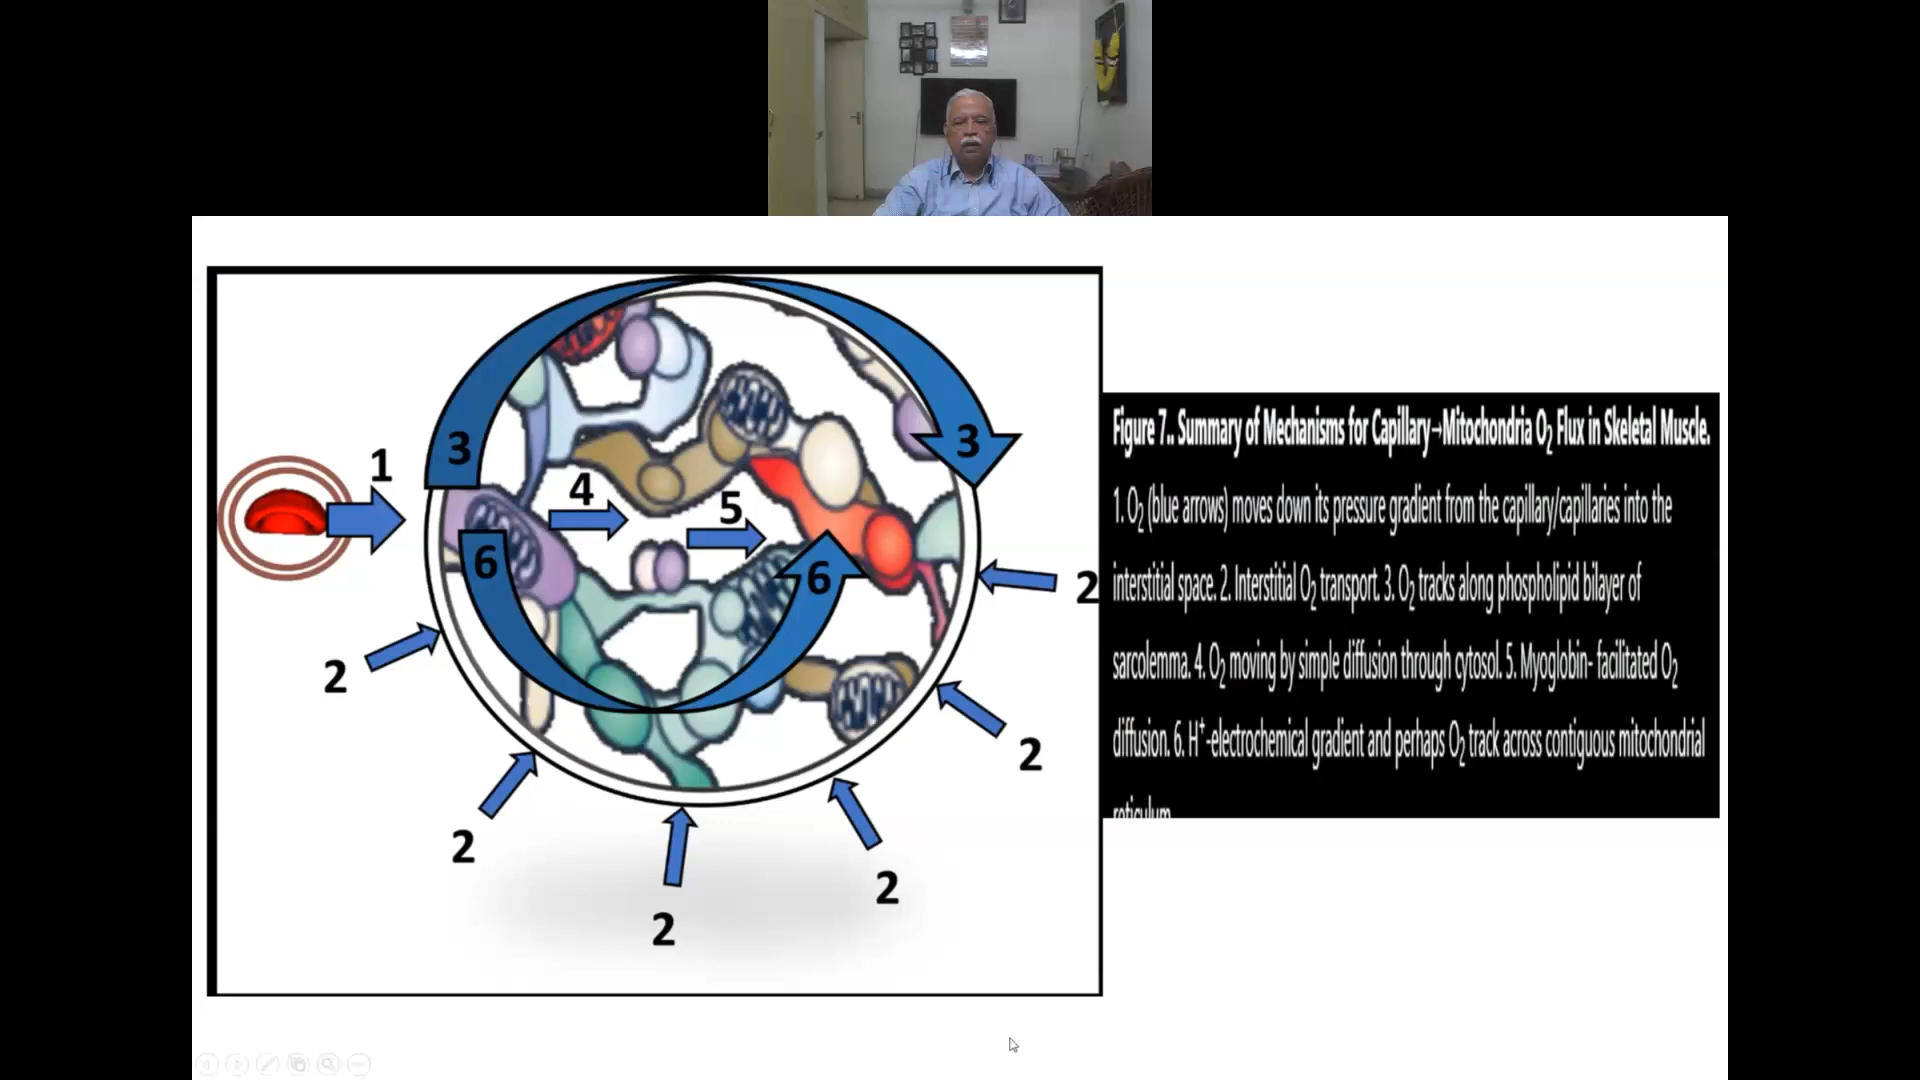 1
3
3
4
5
6
6
2
2
2
2
2
2
Figure 7.. Summary of Mechanisms for Capillary→Mitochondria O₂ Flux in Skeletal Muscle.
1. O₂ (blue arrows) moves down its pressure gradient from the capillary/capillaries into the
interstitial space. 2. Interstitial O₂ transport. 3. O₂ tracks along phospholipid bilayer of
sarcolemma. 4. O₂ moving by simple diffusion through cytosol. 5. Myoglobin- facilitated O₂
diffusion. 6. H⁺-electrochemical gradient and perhaps O₂ track across contiguous mitochondrial
reticulum